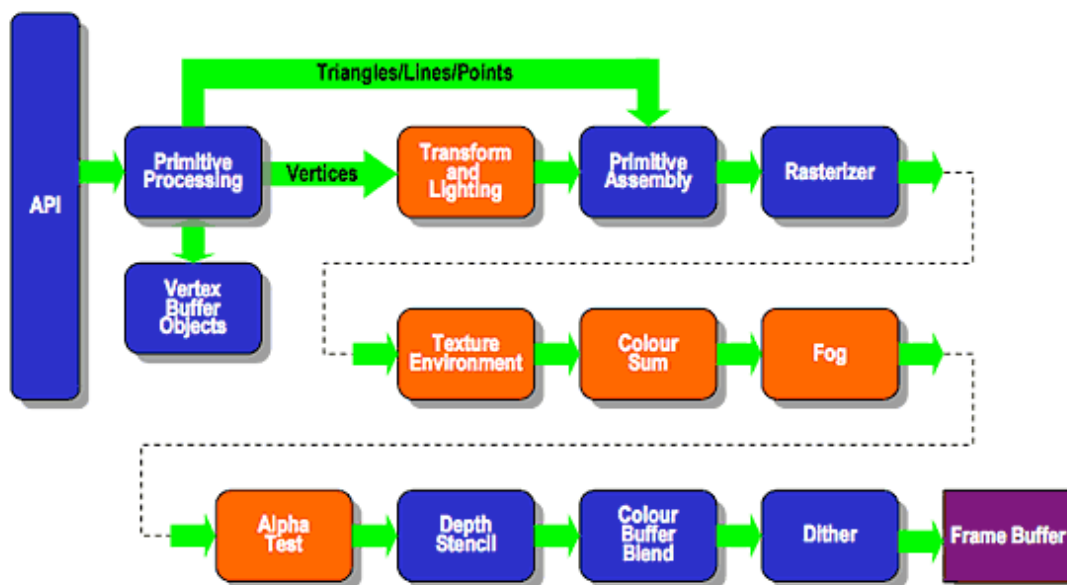 Triangles/Lines/Points
API
Primitive
Processing
Vertices
Transform
and
Lighting
Primitive
Assembly
Rasterizer
Vertex
Buffer
Objects
Texture
Environment
Colour
Sum
Fog
Alpha
Test
Depth
Stencil
Colour
Buffer
Blend
Dither
Frame Buffer